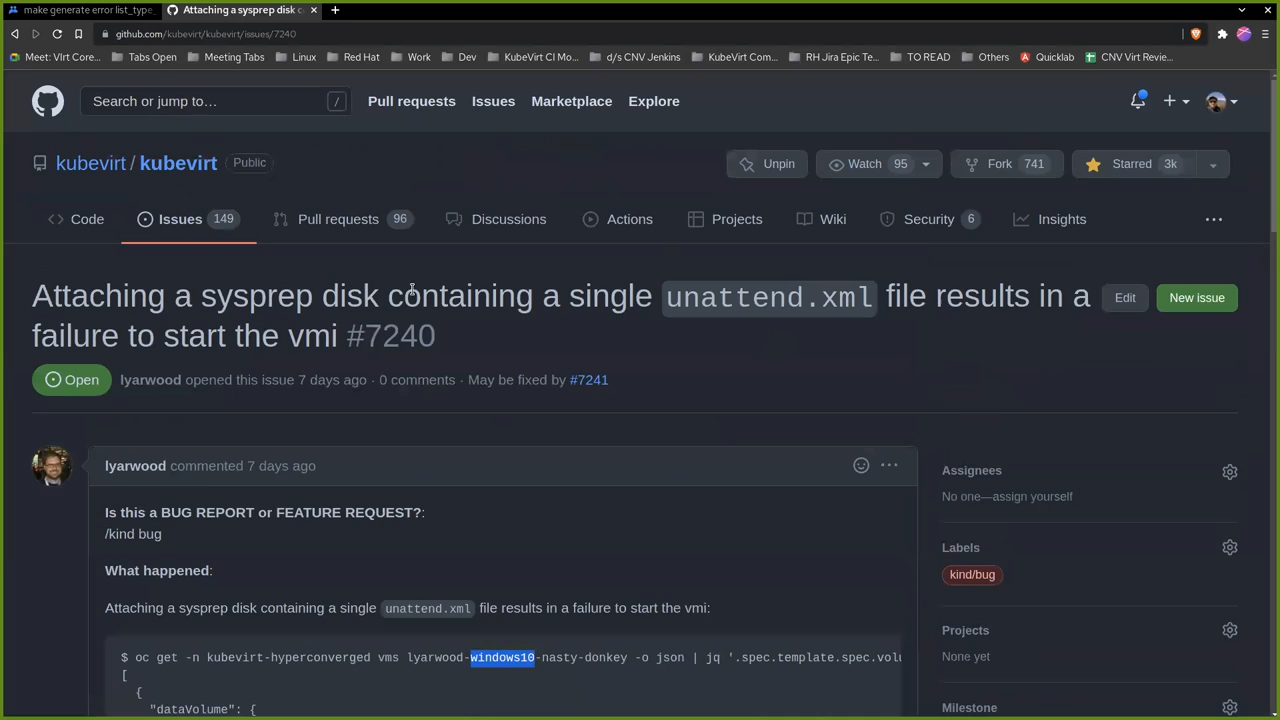 make generate error list_type_
Attaching a sysprep disk c
github.com/kubevirt/kubevirt/issues/7240
Meet: VIrt Core... Tabs Open Meeting Tabs Linux Red Hat Work Dev KubeVirt CI Mo... d/s CNV Jenkins KubeVirt Com... RH Jira Epic Te... TO READ Others Quicklab CNV Virt Revie...
Search or jump to... / Pull requests Issues Marketplace Explore
kubevirt / kubevirt Public Unpin Watch 95 Fork 741 Starred 3k
Code Issues 149 Pull requests 96 Discussions Actions Projects Wiki Security 6 Insights
Attaching a sysprep disk containing a single unattend.xml file results in a
failure to start the vmi #7240
Edit New issue
Open lyarwood opened this issue 7 days ago · 0 comments · May be fixed by #7241
lyarwood commented 7 days ago
Is this a BUG REPORT or FEATURE REQUEST?:
/kind bug
What happened:
Attaching a sysprep disk containing a single unattend.xml file results in a failure to start the vmi:
$ oc get -n kubevirt-hyperconverged vms lyarwood-windows10-nasty-donkey -o json | jq '.spec.template.spec.volu
[
{
"dataVolume": {
Assignees
No one—assign yourself
Labels
kind/bug
Projects
None yet
Milestone